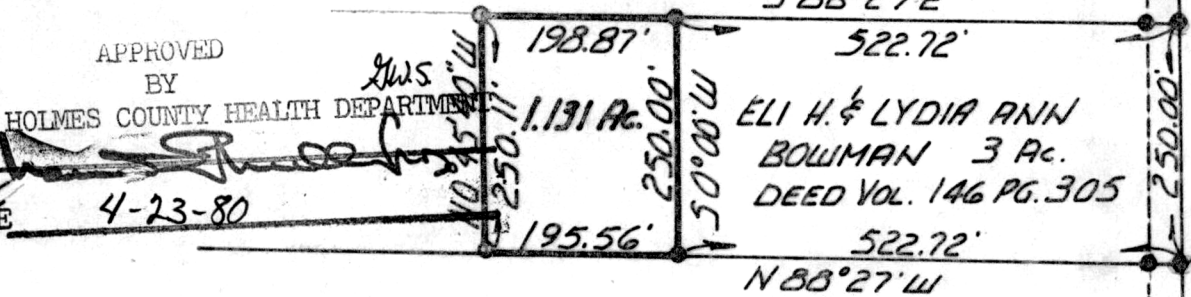 APPROVED
BY
G.W.S.
HOLMES COUNTY HEALTH DEPARTMENT
4-23-80
198.87'
522.72'
250.11'
1.131 Ac.
250.00'
S 0°00' W
ELI H. & LYDIA ANN
BOWMAN 3 Ac.
DEED VOL. 146 PG. 305
250.00'
195.56'
522.72'
N 88°27' W